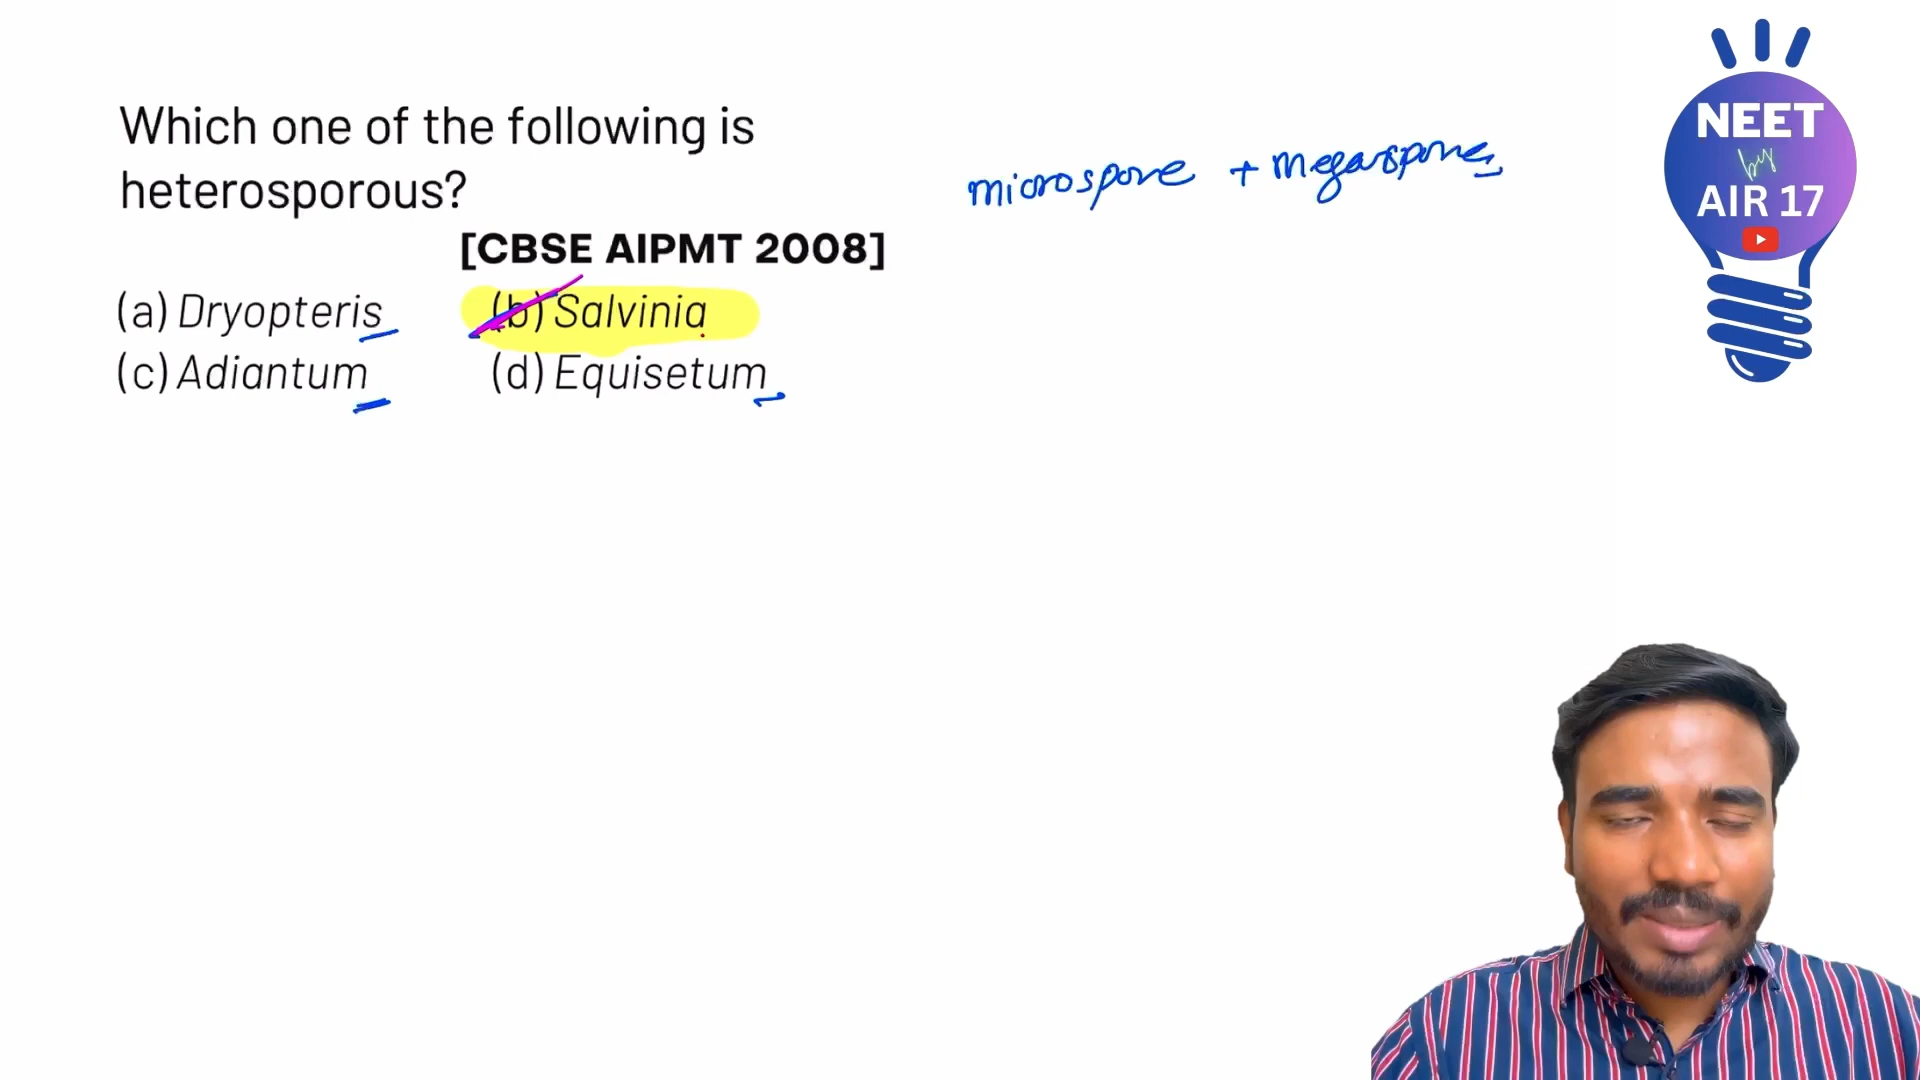 Which one of the following is
heterosporous?
microspore + megaspores
[CBSE AIPMT 2008]
(a) Dryopteris (b) Salvinia
(c) Adiantum (d) Equisetum
NEET
by
AIR 17